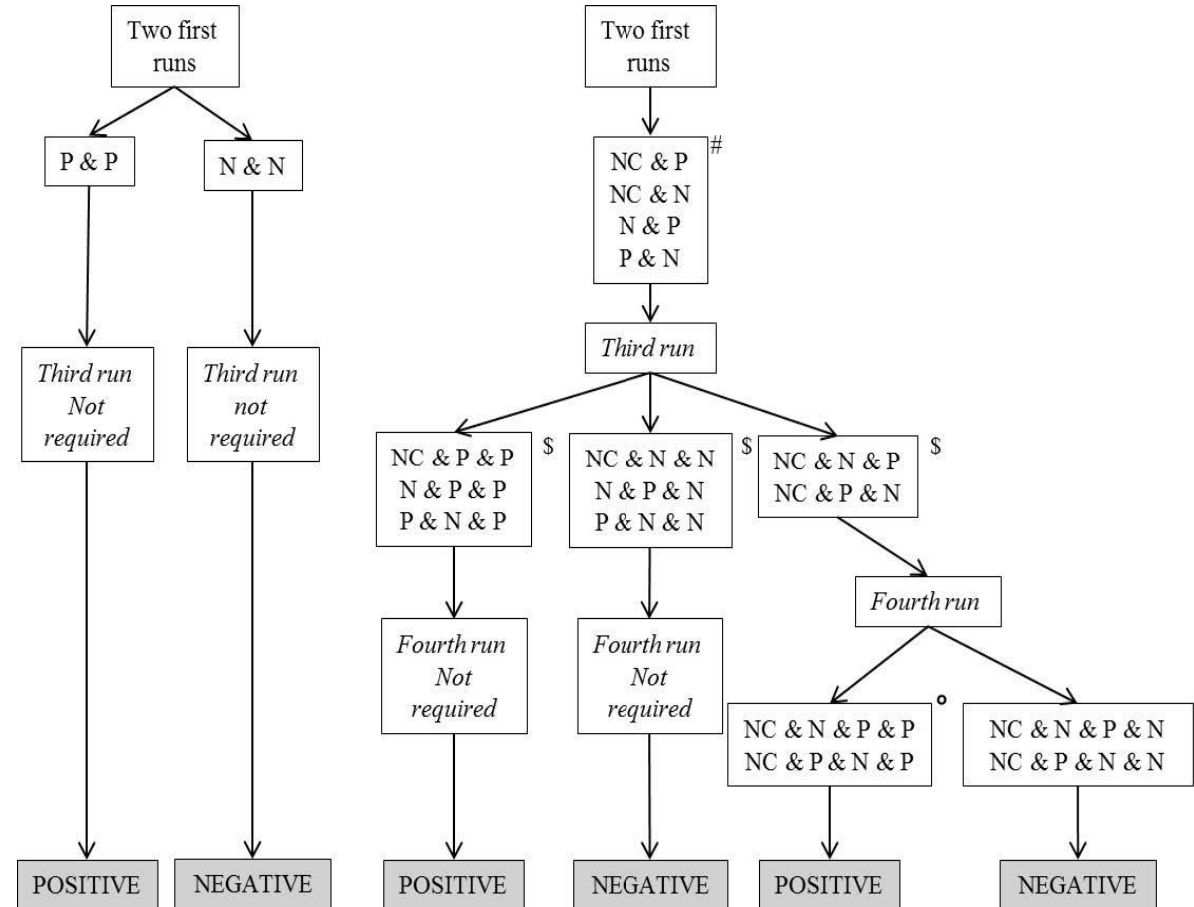 Two first
runs
P & P
N & N
Third run
Not
required
Third run
not
required
POSITIVE
NEGATIVE
Two first
runs
#
NC & P
NC & N
N & P
P & N
Third run
$
NC & P & P
N & P & P
P & N & P
$
NC & N & N
N & P & N
P & N & N
$
NC & N & P
NC & P & N
Fourth run
Not
required
Fourth run
Not
required
Fourth run
°
NC & N & P & P
NC & P & N & P
NC & N & P & N
NC & P & N & N
POSITIVE
NEGATIVE
POSITIVE
NEGATIVE